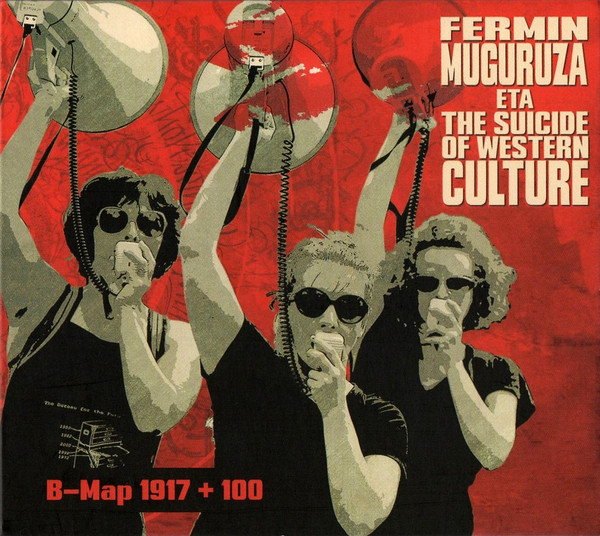 FERMIN
MUGURUZA
ETA
THE SUICIDE
OF WESTERN
CULTURE
B-Map 1917 + 100